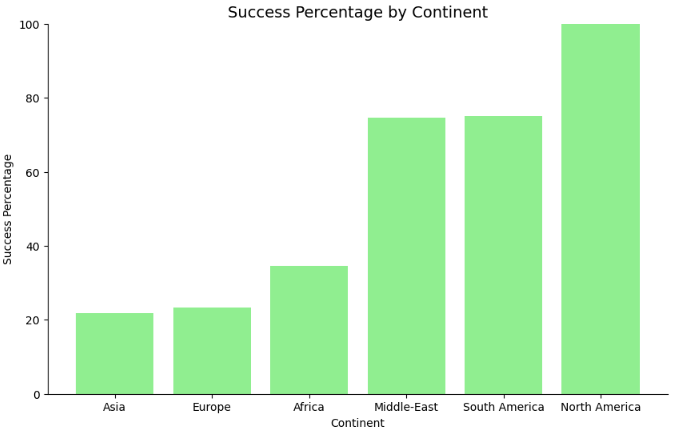 Success Percentage by Continent
Success Percentage
100
80
60
40
20
0
Asia Europe Africa Middle-East South America North America
Continent